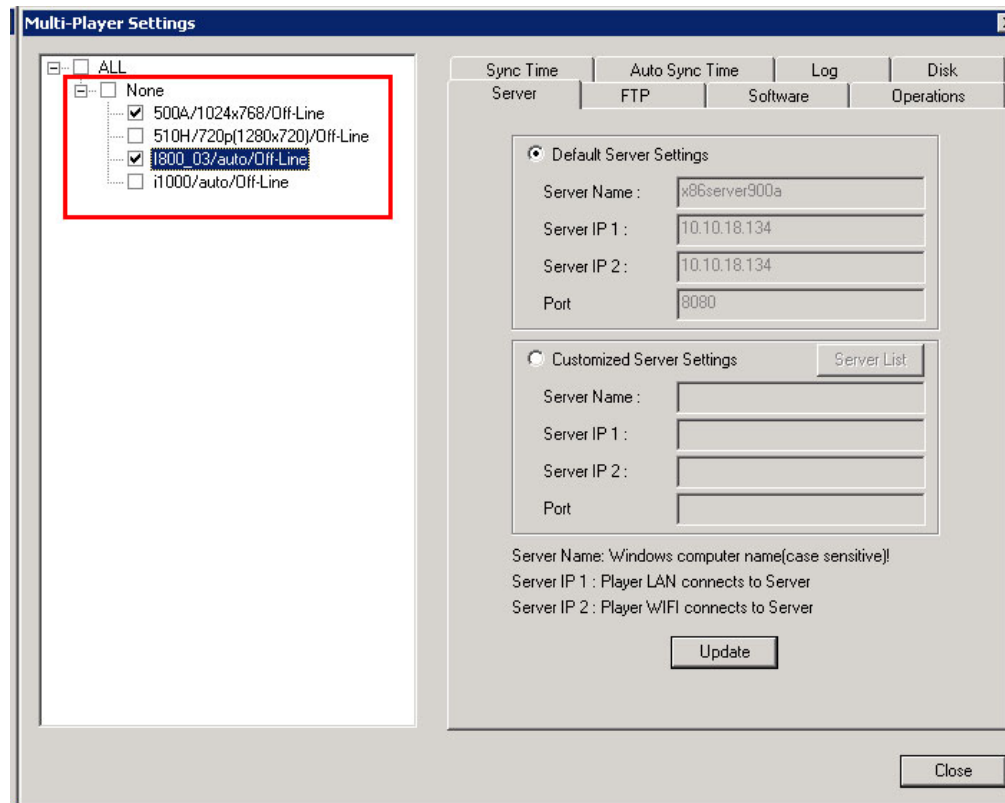 Multi-Player Settings
ALL
None
500A/1024x768/Off-Line
510H/720p(1280x720)/Off-Line
I800_03/auto/Off-Line
i1000/auto/Off-Line
Sync Time Auto Sync Time Log Disk
Server FTP Software Operations
Default Server Settings
Server Name : x86server900a
Server IP 1 : 10.10.18.134
Server IP 2 : 10.10.18.134
Port 8080
Customized Server Settings Server List
Server Name :
Server IP 1 :
Server IP 2 :
Port
Server Name: Windows computer name(case sensitive)!
Server IP 1 : Player LAN connects to Server
Server IP 2 : Player WIFI connects to Server
Update
Close